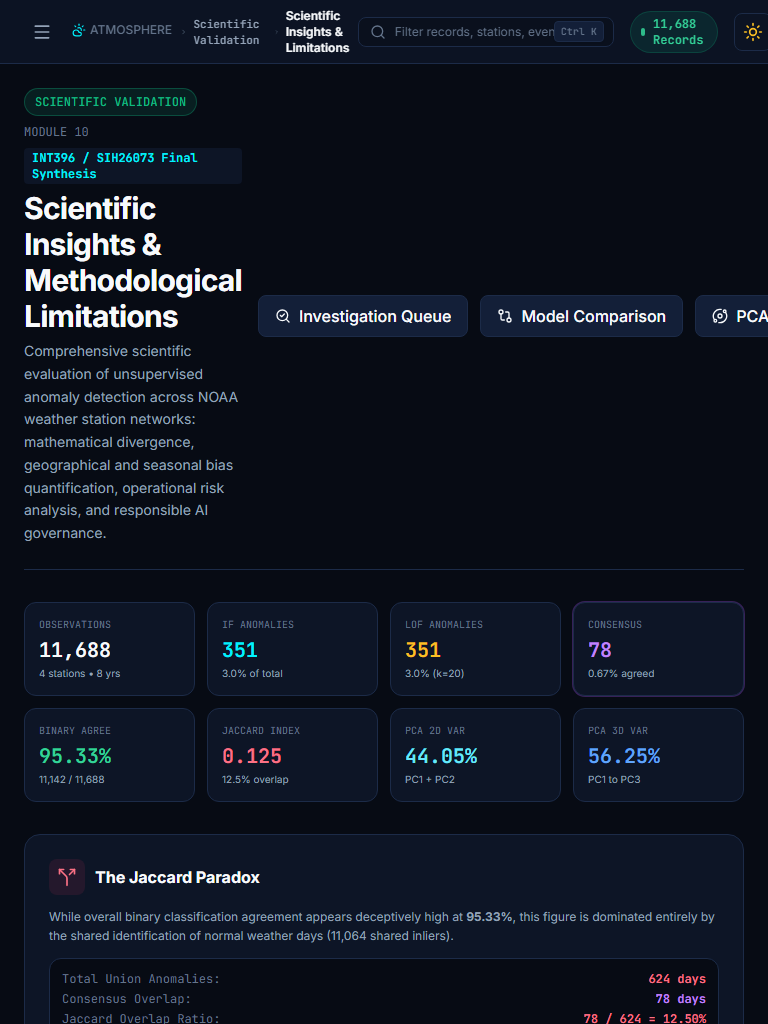 ATMOSPHERE
Scientific
Validation
Scientific
Insights &
Limitations
Filter records, stations, even
Ctrl K
11,688
Records
SCIENTIFIC VALIDATION
MODULE 10
INT396 / SIH26073 Final
Synthesis
Scientific
Insights &
Methodological
Limitations
Investigation Queue
Model Comparison
PCA
Comprehensive scientific
evaluation of unsupervised
anomaly detection across NOAA
weather station networks:
mathematical divergence,
geographical and seasonal bias
quantification, operational risk
analysis, and responsible AI
governance.
OBSERVATIONS
11,688
4 stations • 8 yrs
IF ANOMALIES
351
3.0% of total
LOF ANOMALIES
351
3.0% (k=20)
CONSENSUS
78
0.67% agreed
BINARY AGREE
95.33%
11,142 / 11,688
JACCARD INDEX
0.125
12.5% overlap
PCA 2D VAR
44.05%
PC1 + PC2
PCA 3D VAR
56.25%
PC1 to PC3
The Jaccard Paradox
While overall binary classification agreement appears deceptively high at 95.33%, this figure is dominated entirely by
the shared identification of normal weather days (11,064 shared inliers).
Total Union Anomalies: 624 days
Consensus Overlap: 78 days
Jaccard Overlap Ratio: 78 / 624 = 12.50%